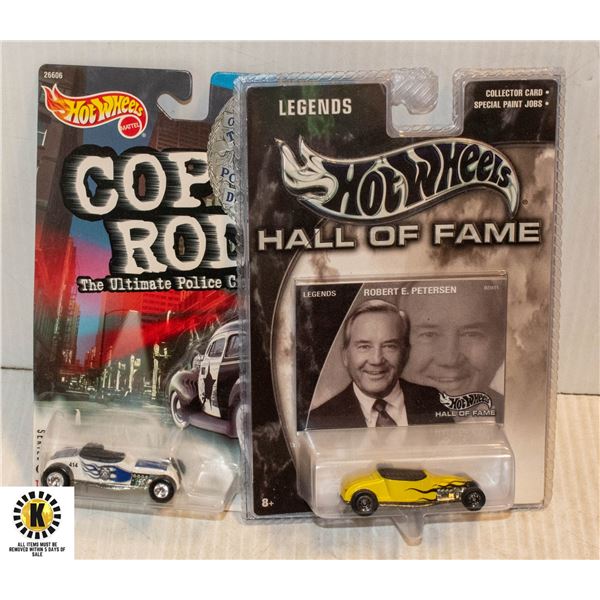 26606
Hot Wheels
MATTEL
COP
ROD
The Ultimate Police C
414
LEGENDS
COLLECTOR CARD •
SPECIAL PAINT JOBS •
Hot Wheels
HALL OF FAME
LEGENDS ROBERT E. PETERSEN
Hot Wheels
HALL OF FAME
8+
K
ALL ITEMS MUST BE
REMOVED WITHIN 5 DAYS OF
SALE